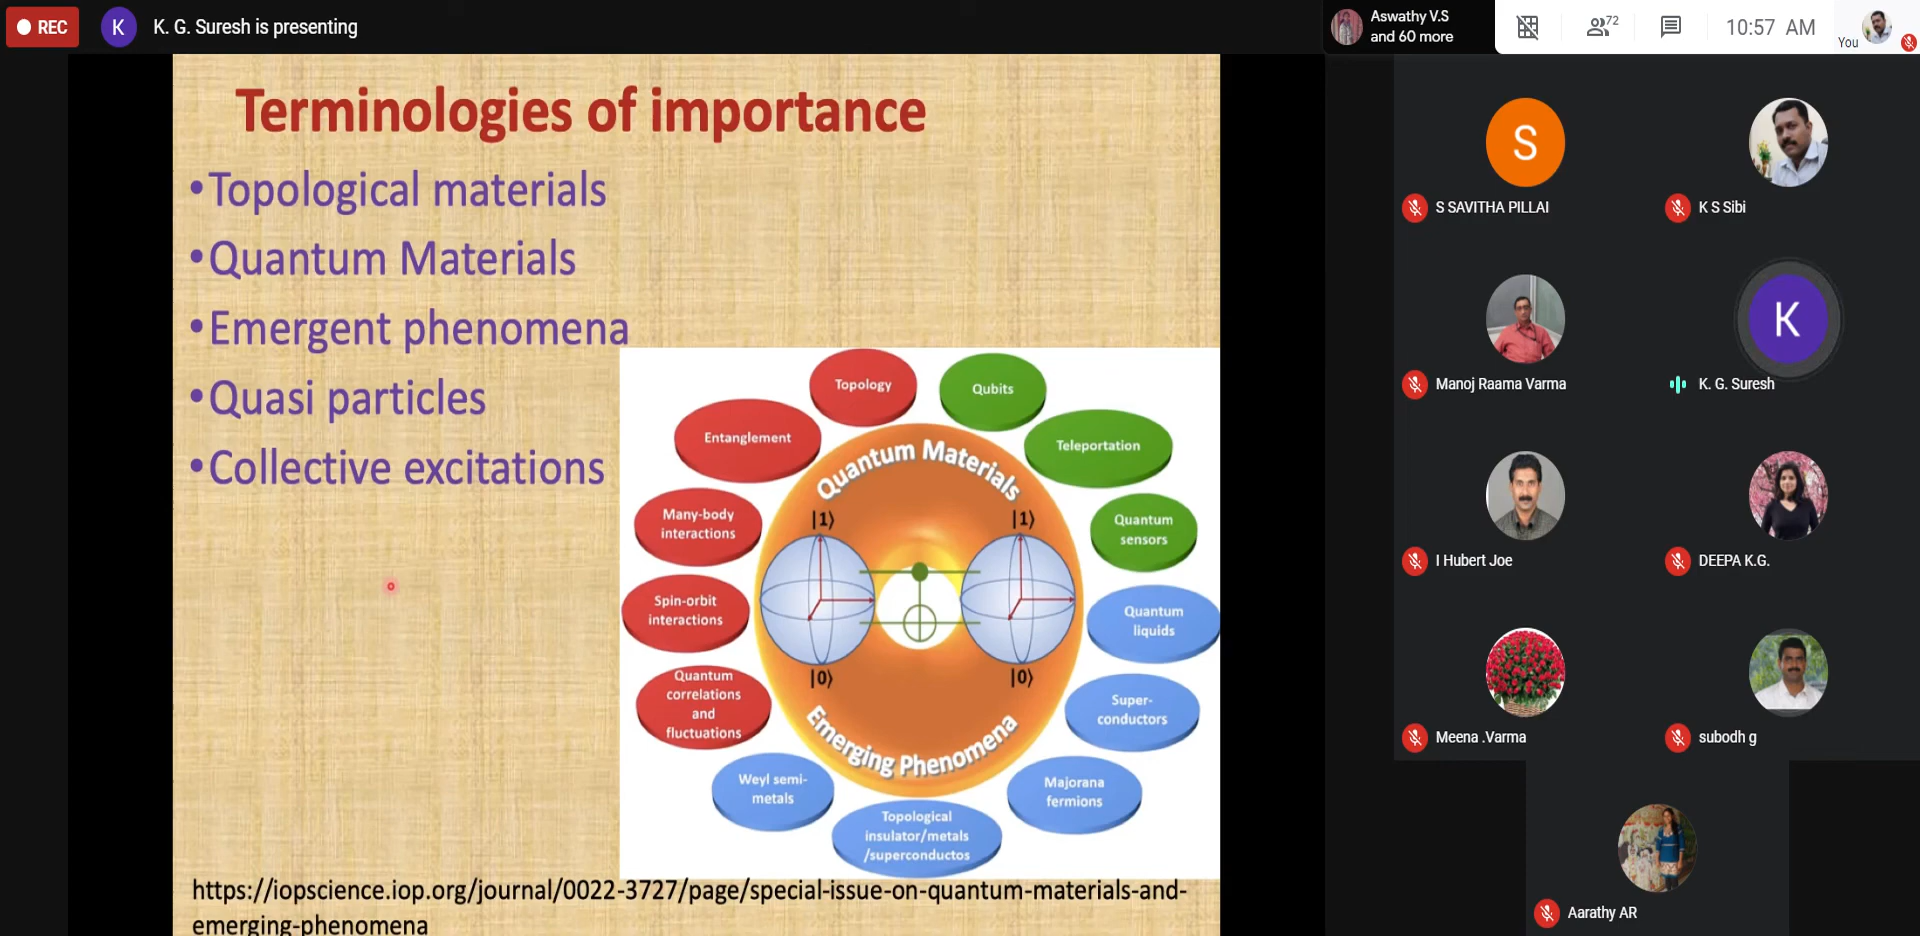 REC
K
K. G. Suresh is presenting
Aswathy V.S
and 60 more
72
10:57 AM
You
Terminologies of importance
•Topological materials
•Quantum Materials
•Emergent phenomena
•Quasi particles
•Collective excitations
Topology
Qubits
Entanglement
Teleportation
Many-body
interactions
Quantum
sensors
Spin-orbit
interactions
Quantum
liquids
Quantum
correlations
and
fluctuations
Super-
conductors
Weyl semi-
metals
Majorana
fermions
Topological
insulator/metals
/superconductos
Quantum Materials
|1⟩
|1⟩
|0⟩
|0⟩
Emerging Phenomena
https://iopscience.iop.org/journal/0022-3727/page/special-issue-on-quantum-materials-and-
emerging-phenomena
S
S SAVITHA PILLAI
K S Sibi
Manoj Raama Varma
K
K. G. Suresh
I Hubert Joe
DEEPA K.G.
Meena .Varma
subodh g
Aarathy AR